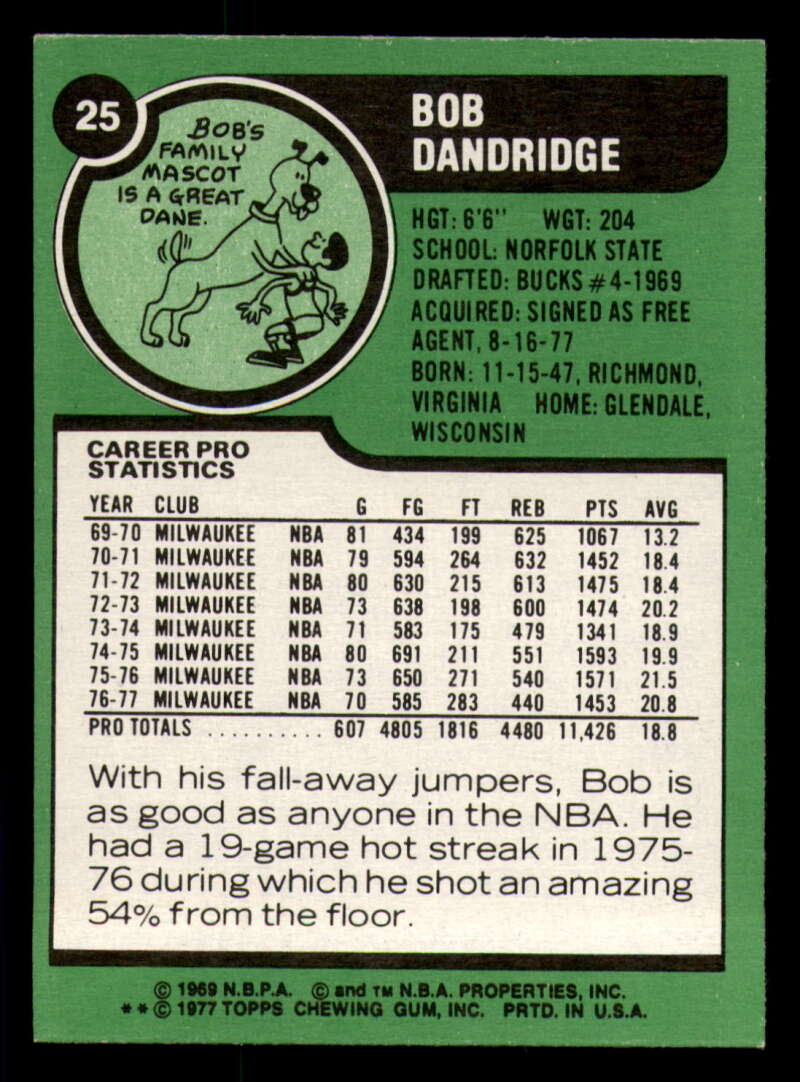 25
BOB'S
FAMILY
MASCOT
IS A GREAT
DANE.
BOB
DANDRIDGE
HGT: 6'6" WGT: 204
SCHOOL: NORFOLK STATE
DRAFTED: BUCKS #4-1969
ACQUIRED: SIGNED AS FREE
AGENT, 8-16-77
BORN: 11-15-47, RICHMOND,
VIRGINIA HOME: GLENDALE,
WISCONSIN
CAREER PRO
STATISTICS
YEAR CLUB G FG FT REB PTS AVG
69-70 MILWAUKEE NBA 81 434 199 625 1067 13.2
70-71 MILWAUKEE NBA 79 594 264 632 1452 18.4
71-72 MILWAUKEE NBA 80 630 215 613 1475 18.4
72-73 MILWAUKEE NBA 73 638 198 600 1474 20.2
73-74 MILWAUKEE NBA 71 583 175 479 1341 18.9
74-75 MILWAUKEE NBA 80 691 211 551 1593 19.9
75-76 MILWAUKEE NBA 73 650 271 540 1571 21.5
76-77 MILWAUKEE NBA 70 585 283 440 1453 20.8
PRO TOTALS .......... 607 4805 1816 4480 11,426 18.8
With his fall-away jumpers, Bob is
as good as anyone in the NBA. He
had a 19-game hot streak in 1975-
76 during which he shot an amazing
54% from the floor.
© 1969 N.B.P.A. © and TM N.B.A. PROPERTIES, INC.
**© 1977 TOPPS CHEWING GUM, INC. PRTD. IN U.S.A.